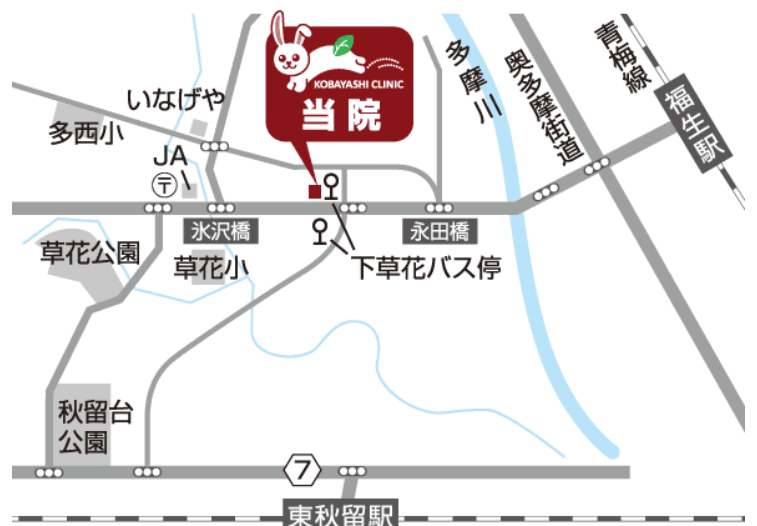 KOBAYASHI CLINIC
当院
多摩川
奥多摩街道
青梅線
福生駅
いなげや
多西小
JA
〒
氷沢橋
永田橋
草花公園
草花小
下草花バス停
秋留台
公園
7
東秋留駅